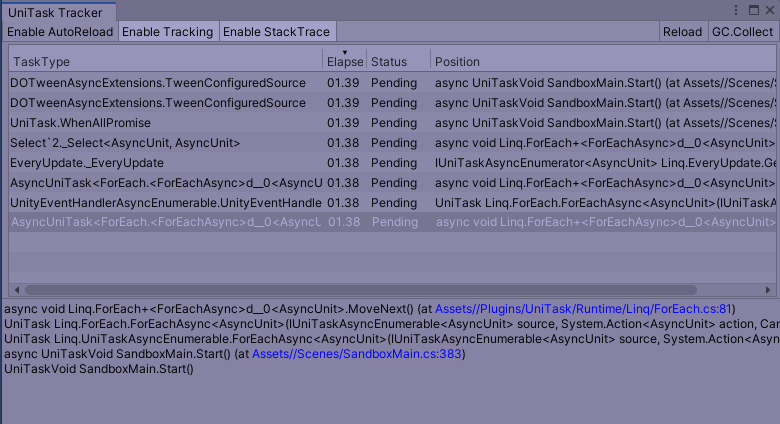 UniTask Tracker
Enable AutoReload Enable Tracking Enable StackTrace Reload GC.Collect
TaskType Elapse Status Position
DOTweenAsyncExtensions.TweenConfiguredSource 01.39 Pending async UniTaskVoid SandboxMain.Start() (at Assets//Scenes/S
DOTweenAsyncExtensions.TweenConfiguredSource 01.39 Pending async UniTaskVoid SandboxMain.Start() (at Assets//Scenes/S
UniTask.WhenAllPromise 01.39 Pending async UniTaskVoid SandboxMain.Start() (at Assets//Scenes/S
Select`2._Select<AsyncUnit, AsyncUnit> 01.38 Pending async void Linq.ForEach+<ForEachAsync>d__0<AsyncUnit>
EveryUpdate._EveryUpdate 01.38 Pending IUniTaskAsyncEnumerator<AsyncUnit> Linq.EveryUpdate.Ge
AsyncUniTask<ForEach.<ForEachAsync>d__0<AsyncU 01.38 Pending async void Linq.ForEach+<ForEachAsync>d__0<AsyncUnit>
UnityEventHandlerAsyncEnumerable.UnityEventHandle 01.38 Pending UniTask Linq.ForEach.ForEachAsync<AsyncUnit>(IUniTaskA
AsyncUniTask<ForEach.<ForEachAsync>d__0<AsyncU 01.38 Pending async void Linq.ForEach+<ForEachAsync>d__0<AsyncUnit>
async void Linq.ForEach+<ForEachAsync>d__0<AsyncUnit>.MoveNext() (at Assets//Plugins/UniTask/Runtime/Linq/ForEach.cs:81)
UniTask Linq.ForEach.ForEachAsync<AsyncUnit>(IUniTaskAsyncEnumerable<AsyncUnit> source, System.Action<AsyncUnit> action, Can
UniTask Linq.UniTaskAsyncEnumerable.ForEachAsync<AsyncUnit>(IUniTaskAsyncEnumerable<AsyncUnit> source, System.Action<Asyn
async UniTaskVoid SandboxMain.Start() (at Assets//Scenes/SandboxMain.cs:383)
UniTaskVoid SandboxMain.Start()